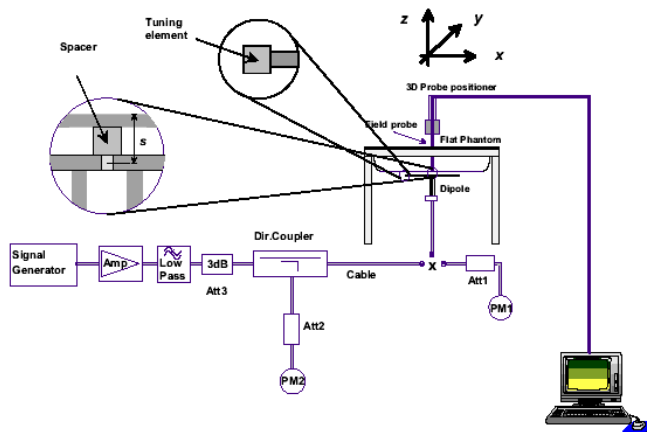 Tuning
element
z
y
x
Spacer
3D Probe positioner
Field probe
Flat Phantom
s
Dipole
Signal
Generator
Amp
Low
Pass
3dB
Att3
Dir.Coupler
Cable
x
Att1
PM1
Att2
PM2